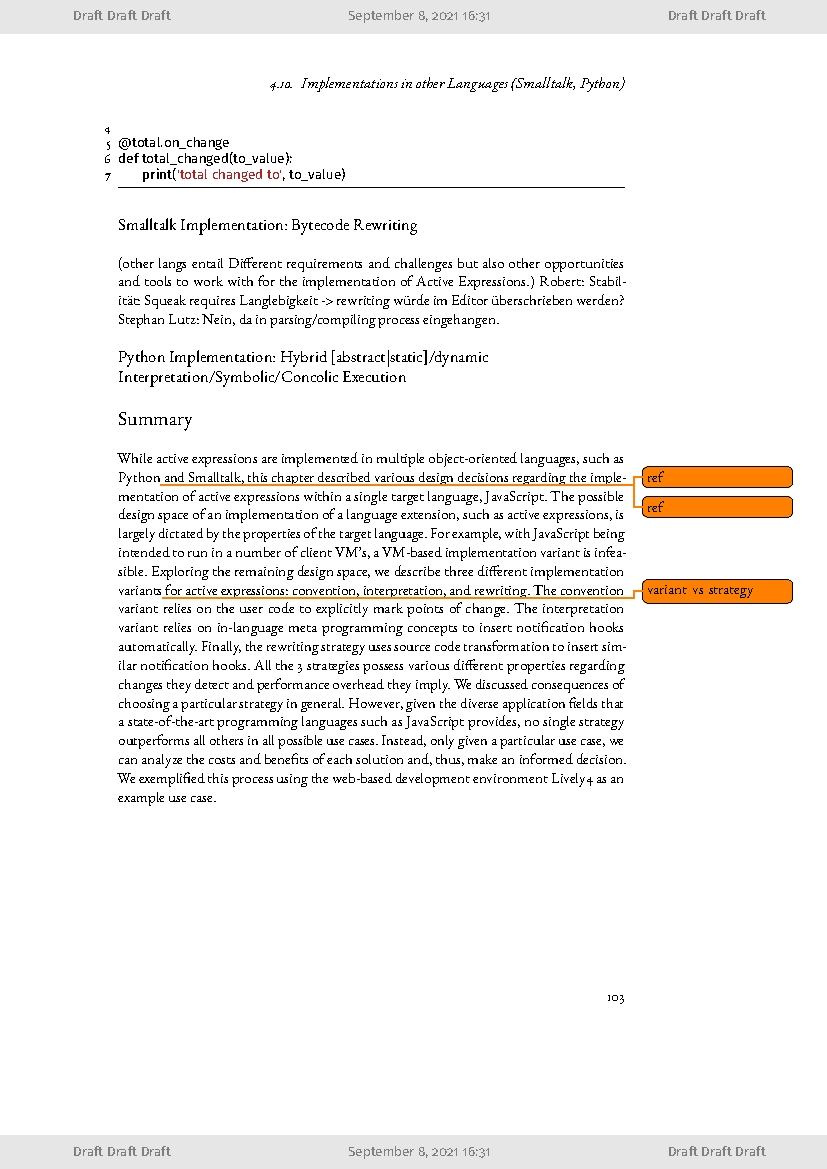 Draft Draft Draft September 8, 2021 16:31 Draft Draft Draft
4.10. Implementations in other Languages (Smalltalk, Python)
4
5 @total.on_change
6 def total_changed(to_value):
7 print('total changed to', to_value)
Smalltalk Implementation: Bytecode Rewriting
(other langs entail Different requirements and challenges but also other opportunities
and tools to work with for the implementation of Active Expressions.) Robert: Stabil-
ität: Squeak requires Langlebigkeit -> rewriting würde im Editor überschrieben werden?
Stephan Lutz: Nein, da in parsing/compiling process eingehangen.
Python Implementation: Hybrid [abstract|static]/dynamic
Interpretation/Symbolic/Concolic Execution
Summary
While active expressions are implemented in multiple object-oriented languages, such as
Python and Smalltalk, this chapter described various design decisions regarding the imple-
ref
mentation of active expressions within a single target language, JavaScript. The possible
design space of an implementation of a language extension, such as active expressions, is
ref
largely dictated by the properties of the target language. For example, with JavaScript being
intended to run in a number of client VM's, a VM-based implementation variant is infea-
sible. Exploring the remaining design space, we describe three different implementation
variants for active expressions: convention, interpretation, and rewriting. The convention
variant vs strategy
variant relies on the user code to explicitly mark points of change. The interpretation
variant relies on in-language meta programming concepts to insert notification hooks
automatically. Finally, the rewriting strategy uses source code transformation to insert sim-
ilar notification hooks. All the 3 strategies possess various different properties regarding
changes they detect and performance overhead they imply. We discussed consequences of
choosing a particular strategy in general. However, given the diverse application fields that
a state-of-the-art programming languages such as JavaScript provides, no single strategy
outperforms all others in all possible use cases. Instead, only given a particular use case, we
can analyze the costs and benefits of each solution and, thus, make an informed decision.
We exemplified this process using the web-based development environment Lively4 as an
example use case.
103
Draft Draft Draft September 8, 2021 16:31 Draft Draft Draft